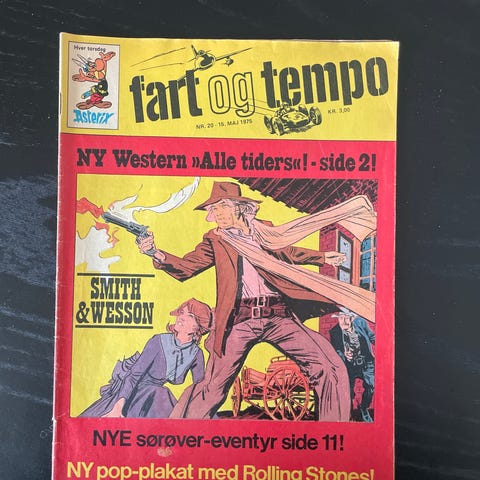 Hver torsdag
Asterix
fart og tempo
NR. 20 - 15. MAJ 1975
KR. 3,00
NY Western »Alle tiders«! - side 2!
SMITH
& WESSON
NYE sørøver-eventyr side 11!
NY pop-plakat med Rolling Stones!